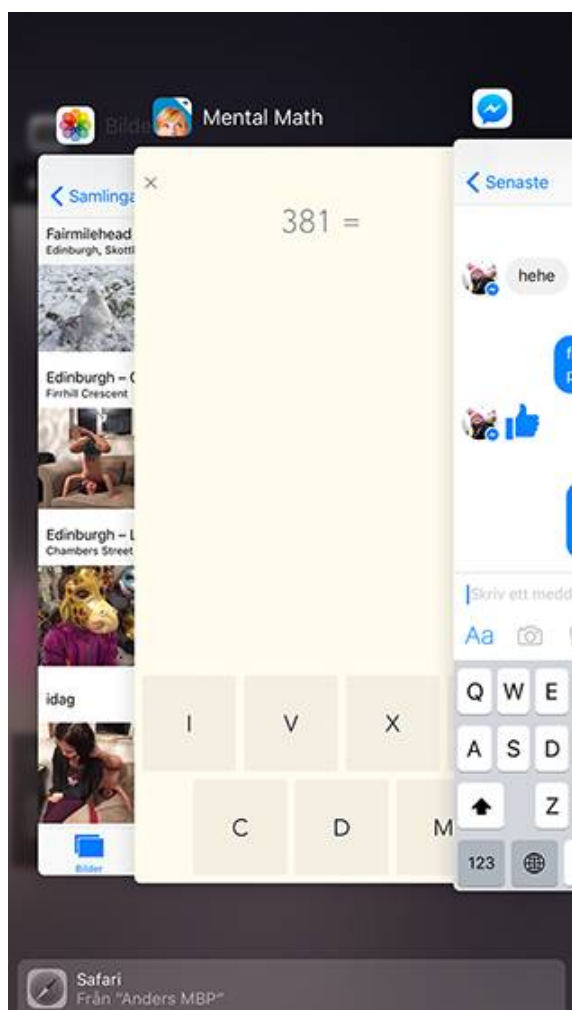 Bilde
Mental Math
Samlinga
Fairmilehead
Edinburgh, Skottl
Edinburgh – C
Firrhill Crescent
Edinburgh – L
Chambers Street
idag
Bilder
×
381 =
I V X
C D M
Senaste
hehe
f
p
Skriv ett medd
Aa
Q W E
A S D
Z
123
Safari
Från "Anders MBP"